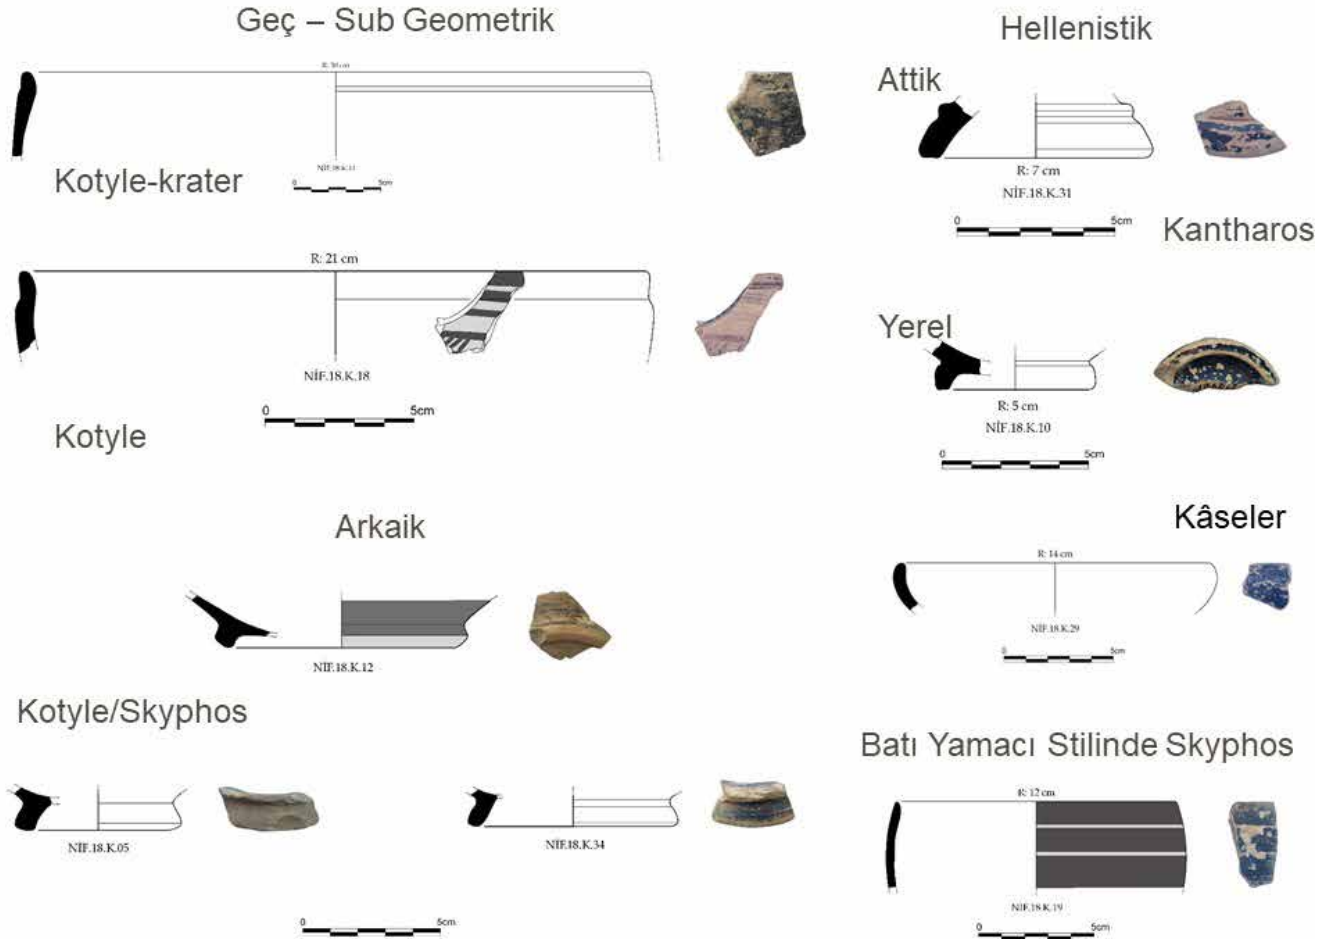 Geç – Sub Geometrik
Kotyle-krater
NİF.18.K.11
0 5cm
R: 21 cm
NİF.18.K.18
0 5cm
Kotyle
Arkaik
NİF.18.K.12
Kotyle/Skyphos
NİF.18.K.05
NİF.18.K.34
0 5cm
Hellenistik
Attik
R: 7 cm
NİF.18.K.31
0 5cm
Kantharos
Yerel
R: 5 cm
NİF.18.K.10
0 5cm
Kâseler
R: 14 cm
NİF.18.K.29
0 5cm
Batı Yamacı Stilinde Skyphos
R: 12 cm
NİF.18.K.19
0 5cm